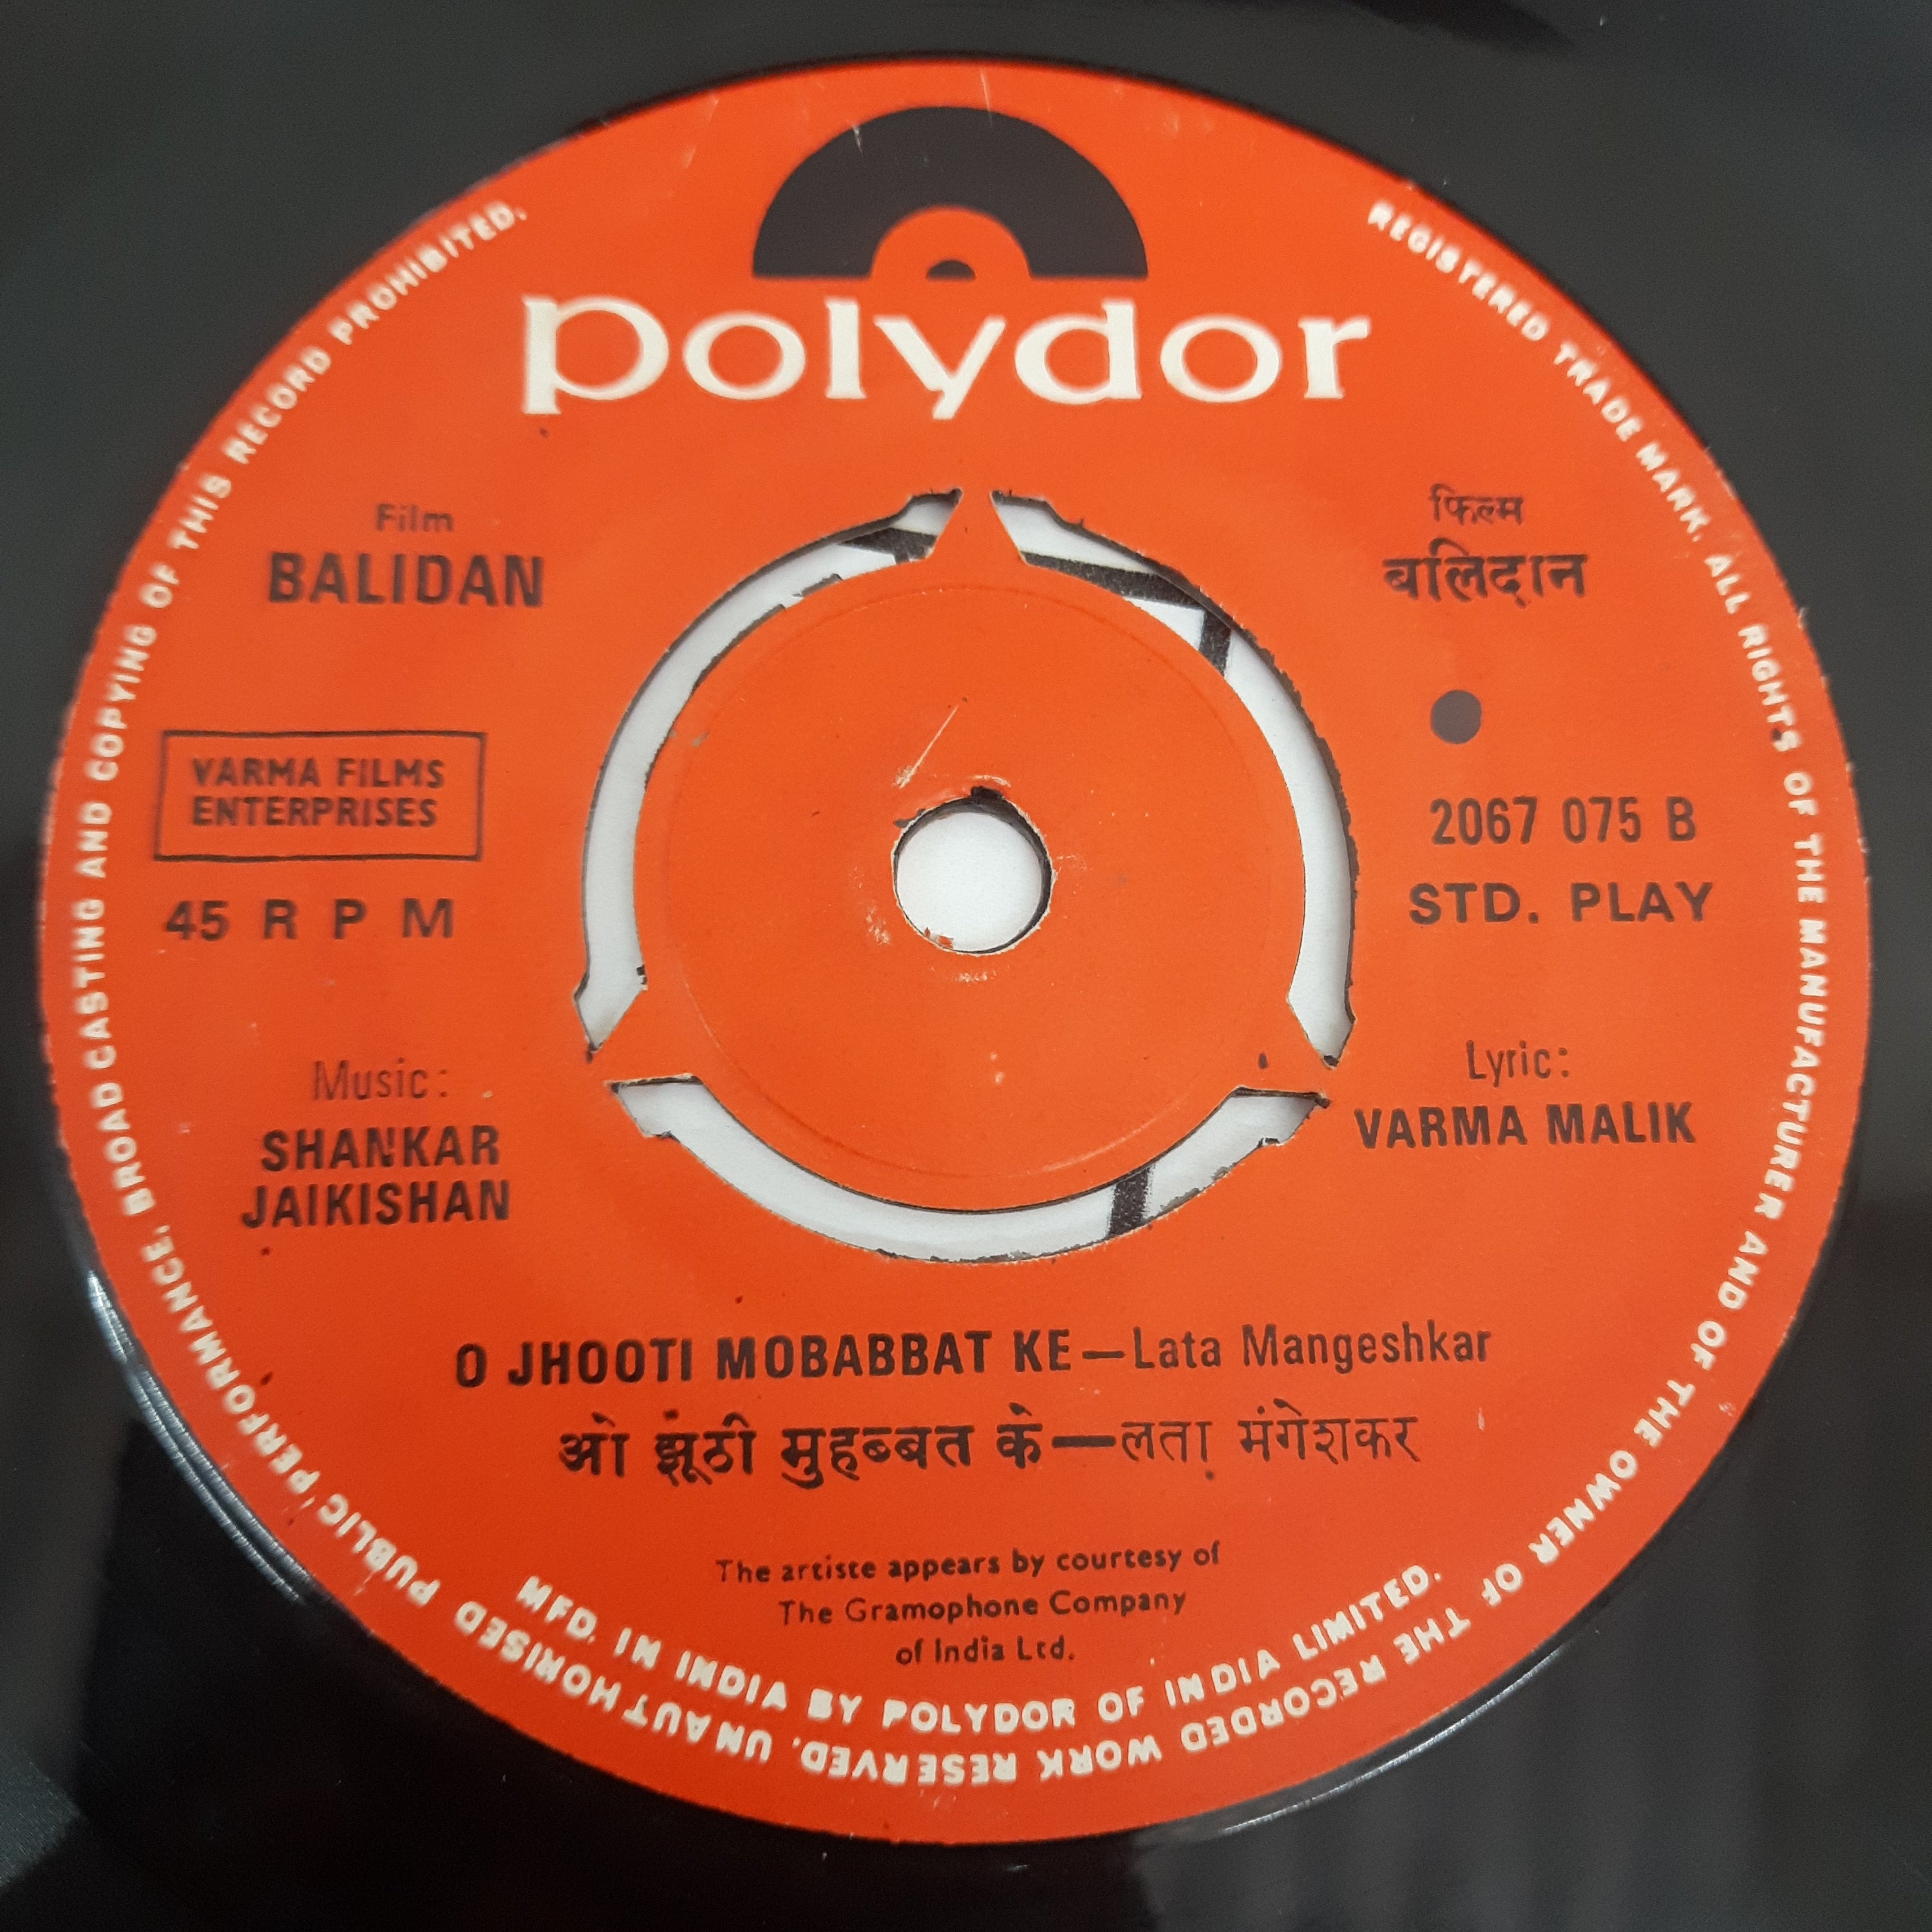 polydor
Film
BALIDAN
फिल्म
बलिदान
VARMA FILMS
ENTERPRISES
45 R P M
2067 075 B
STD. PLAY
Music:
SHANKAR
JAIKISHAN
Lyric:
VARMA MALIK
O JHOOTI MOBABBAT KE—Lata Mangeshkar
ओ झूंठी मुहब्बत के—लता मंगेशकर
The artiste appears by courtesy of
The Gramophone Company
of India Ltd.
MFD. IN INDIA BY POLYDOR OF INDIA LIMITED.
REGISTERED TRADE MARK. ALL RIGHTS OF THE MANUFACTURER AND OF THE OWNER OF THE RECORDED WORK RESERVED. UNAUTHORISED PUBLIC PERFORMANCE, BROADCASTING AND COPYING OF THIS RECORD PROHIBITED.